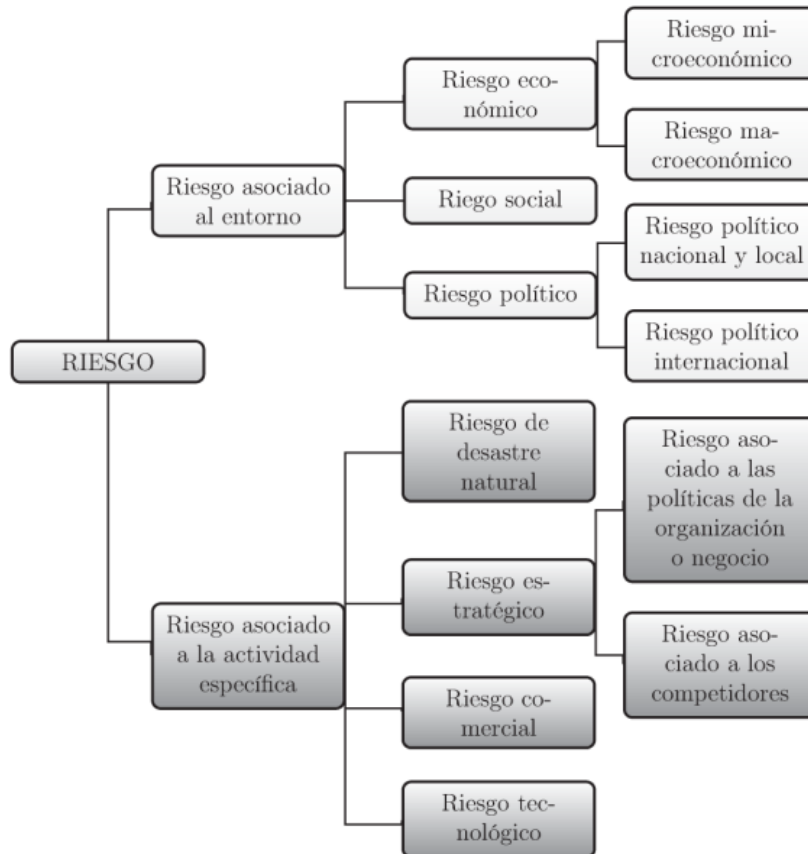 RIESGO
Riesgo asociado
al entorno
Riesgo eco-
nómico
Riesgo mi-
croeconómico
Riesgo ma-
croeconómico
Riego social
Riesgo político
Riesgo político
nacional y local
Riesgo político
internacional
Riesgo asociado
a la actividad
específica
Riesgo de
desastre
natural
Riesgo es-
tratégico
Riesgo aso-
ciado a las
políticas de la
organización
o negocio
Riesgo aso-
ciado a los
competidores
Riesgo co-
mercial
Riesgo tec-
nológico